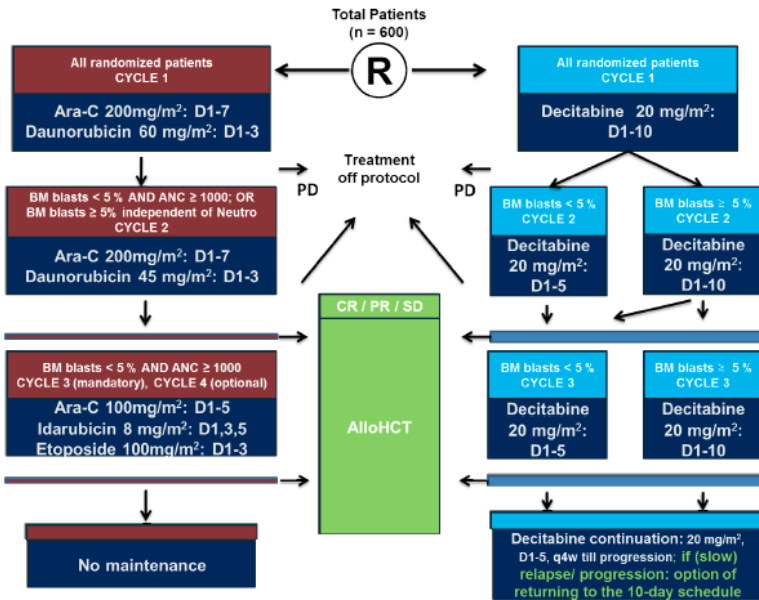 Total Patients
(n = 600)
R
All randomized patients
CYCLE 1
Ara-C 200mg/m²: D1-7
Daunorubicin 60 mg/m²: D1-3
All randomized patients
CYCLE 1
Decitabine 20 mg/m²:
D1-10
PD
Treatment
off protocol
PD
BM blasts < 5 % AND ANC ≥ 1000; OR
BM blasts ≥ 5% independent of Neutro
CYCLE 2
Ara-C 200mg/m²: D1-7
Daunorubicin 45 mg/m²: D1-3
BM blasts < 5 %
CYCLE 2
Decitabine
20 mg/m²:
D1-5
BM blasts ≥ 5 %
CYCLE 2
Decitabine
20 mg/m²:
D1-10
CR / PR / SD
AlloHCT
BM blasts < 5 % AND ANC ≥ 1000
CYCLE 3 (mandatory), CYCLE 4 (optional)
Ara-C 100mg/m²: D1-5
Idarubicin 8 mg/m²: D1,3,5
Etoposide 100mg/m²: D1-3
BM blasts < 5 %
CYCLE 3
Decitabine
20 mg/m²:
D1-5
BM blasts ≥ 5 %
CYCLE 3
Decitabine
20 mg/m²:
D1-10
No maintenance
Decitabine continuation: 20 mg/m²,
D1-5, q4w till progression; if (slow)
relapse/ progression: option of
returning to the 10-day schedule